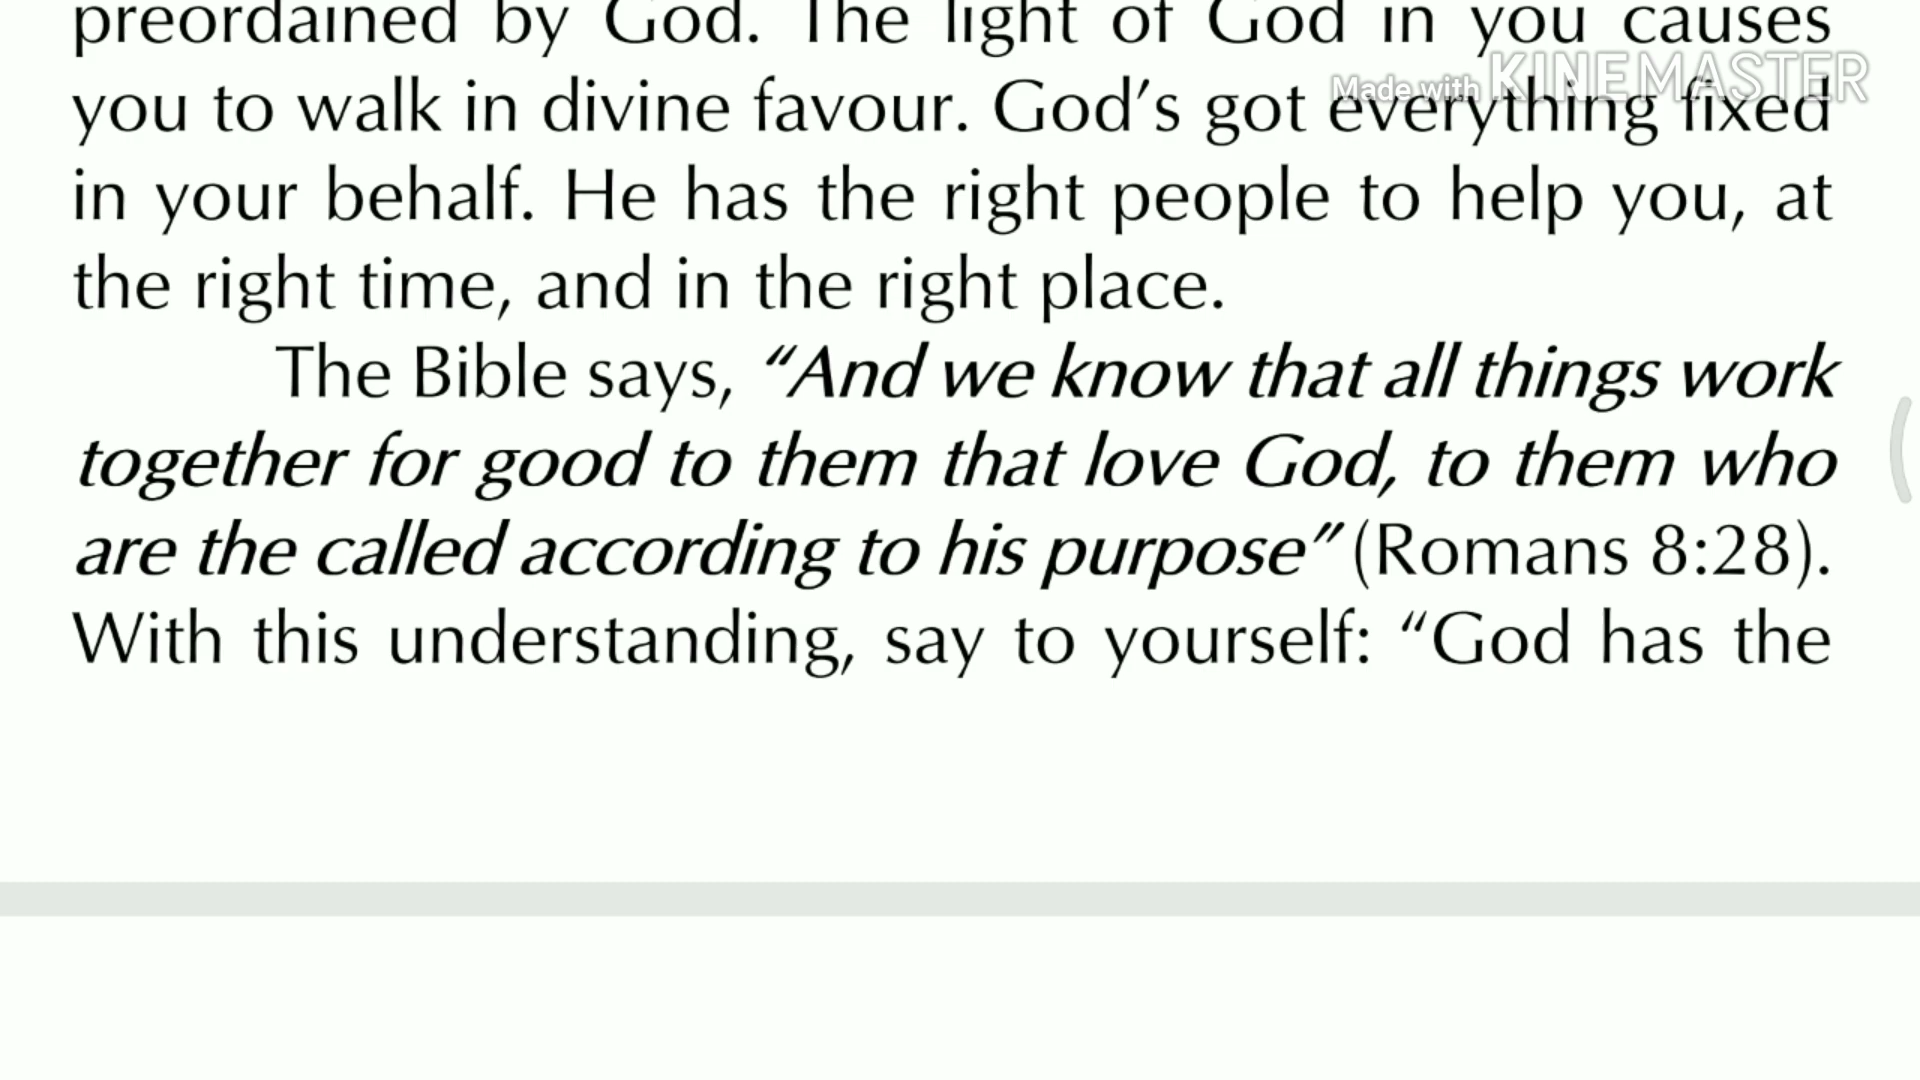 preordained by God. The light of God in you causes
Made with KINEMASTER
you to walk in divine favour. God’s got everything fixed
in your behalf. He has the right people to help you, at
the right time, and in the right place.
The Bible says, “And we know that all things work
together for good to them that love God, to them who
are the called according to his purpose” (Romans 8:28).
With this understanding, say to yourself: “God has the